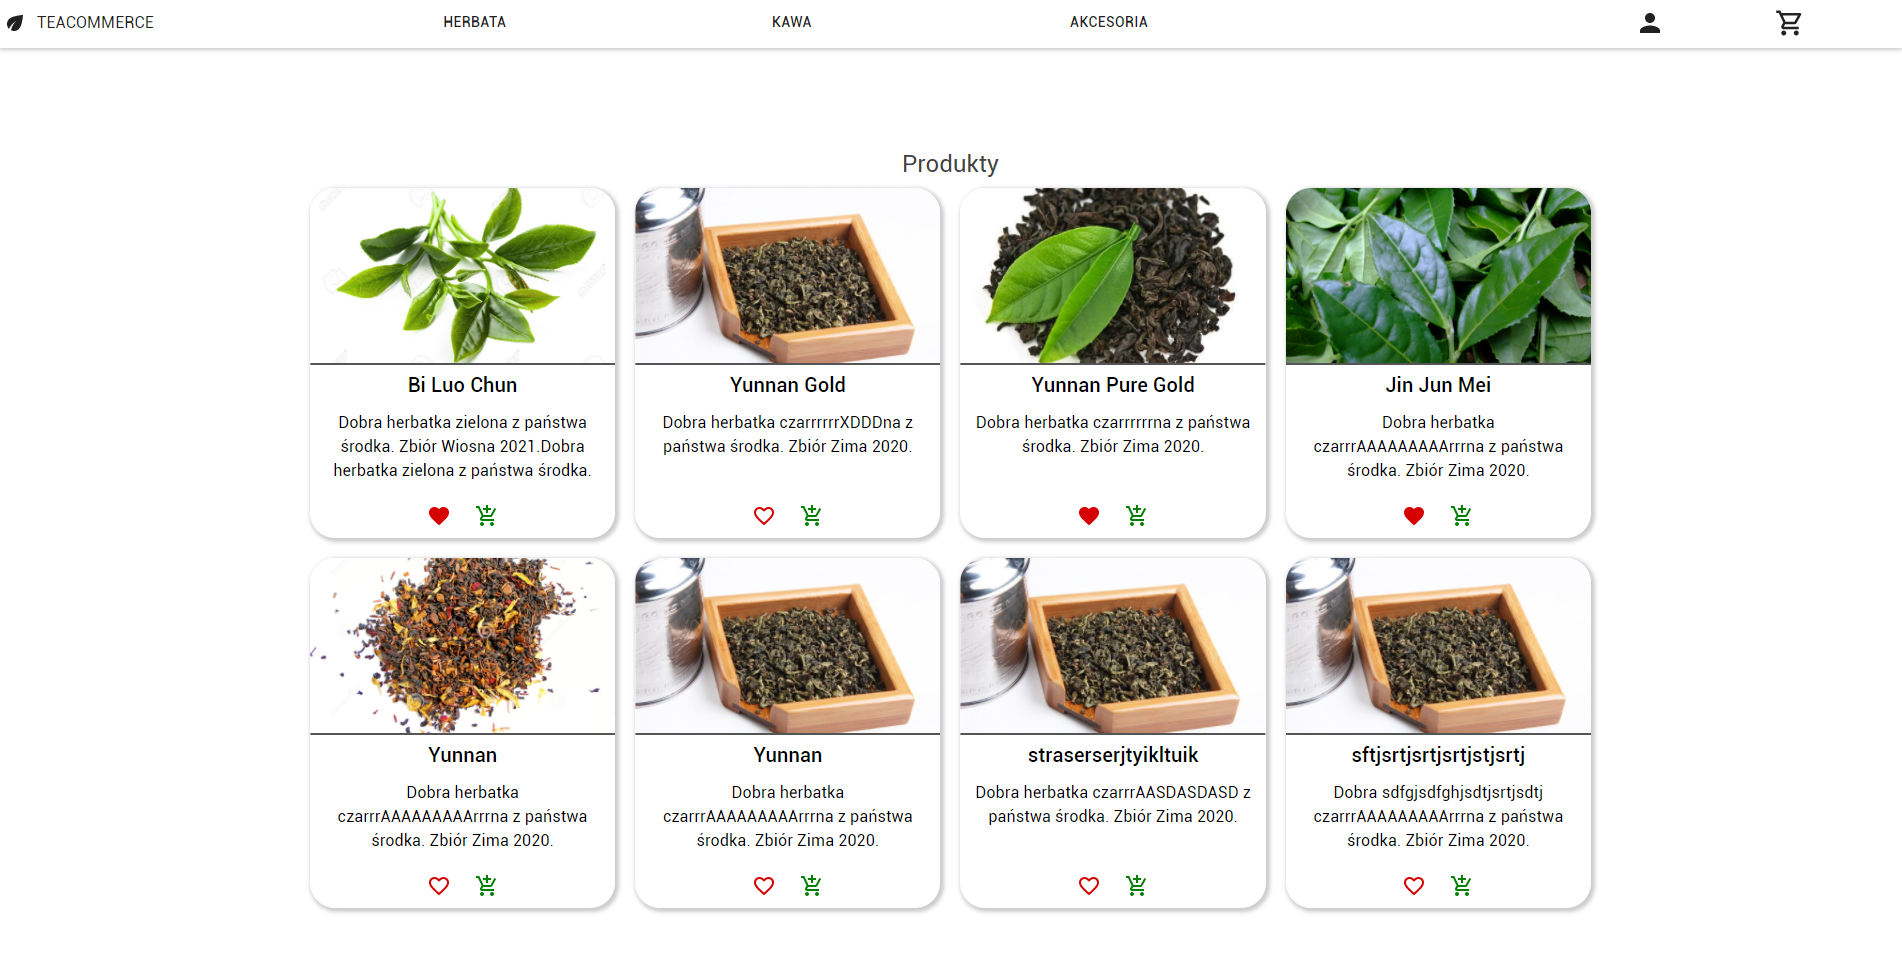 TEACOMMERCE
HERBATA
KAWA
AKCESORIA
Produkty
Bi Luo Chun
Dobra herbatka zielona z państwa
środka. Zbiór Wiosna 2021.Dobra
herbatka zielona z państwa środka.
Yunnan Gold
Dobra herbatka czarrrrrrXDDDna z
państwa środka. Zbiór Zima 2020.
Yunnan Pure Gold
Dobra herbatka czarrrrrrna z państwa
środka. Zbiór Zima 2020.
Jin Jun Mei
Dobra herbatka
czarrrAAAAAAAAArrrna z państwa
środka. Zbiór Zima 2020.
Yunnan
Dobra herbatka
czarrrAAAAAAAAArrrna z państwa
środka. Zbiór Zima 2020.
Yunnan
Dobra herbatka
czarrrAAAAAAAAArrrna z państwa
środka. Zbiór Zima 2020.
straserserjtyikltuik
Dobra herbatka czarrrAASDASDASD z
państwa środka. Zbiór Zima 2020.
sftjsrtjsrtjsrtjstjsrtj
Dobra sdfgjsdfghjsdtjsrtjsdtj
czarrrAAAAAAAAArrrna z państwa
środka. Zbiór Zima 2020.